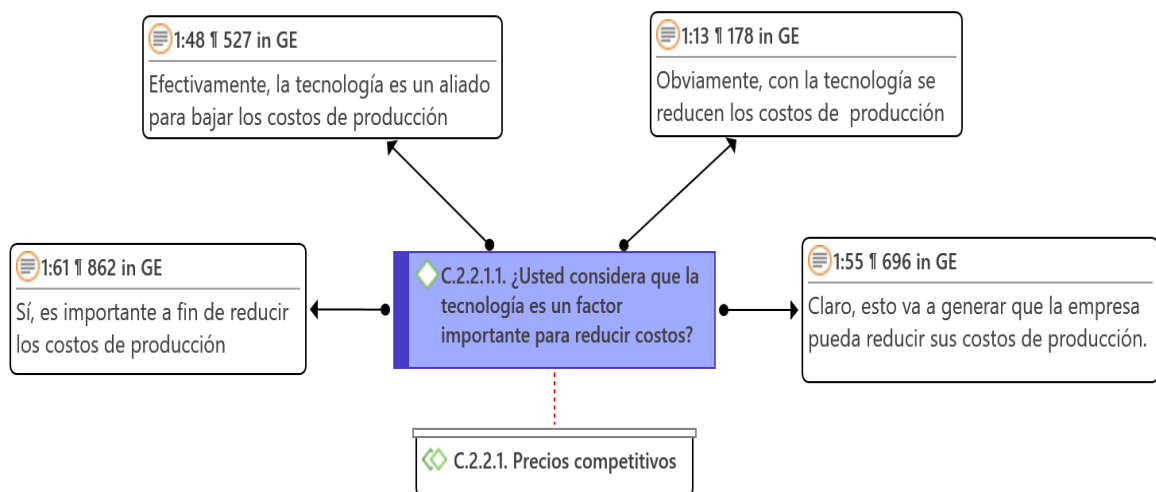 1:48 ¶ 527 in GE
Efectivamente, la tecnología es un aliado
para bajar los costos de producción
1:13 ¶ 178 in GE
Obviamente, con la tecnología se
reducen los costos de  producción
1:61 ¶ 862 in GE
Sí, es importante a fin de reducir
los costos de producción
C.2.2.1.1. ¿Usted considera que la
tecnología es un factor
importante para reducir costos?
1:55 ¶ 696 in GE
Claro, esto va a generar que la empresa
pueda reducir sus costos de producción.
C.2.2.1. Precios competitivos